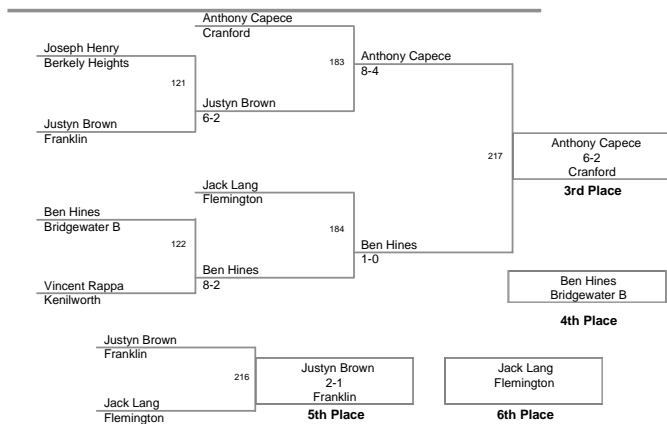 Anthony Capece
Cranford
Joseph Henry
Berkely Heights
183
Anthony Capece
8-4
121
Justyn Brown
6-2
Justyn Brown
Franklin
217
Anthony Capece
6-2
Cranford
3rd Place
Jack Lang
Flemington
Ben Hines
Bridgewater B
184
122
Ben Hines
1-0
Ben Hines
8-2
Vincent Rappa
Kenilworth
Ben Hines
Bridgewater B
4th Place
Justyn Brown
Franklin
216
Justyn Brown
2-1
Franklin
5th Place
Jack Lang
Flemington
6th Place
Jack Lang
Flemington